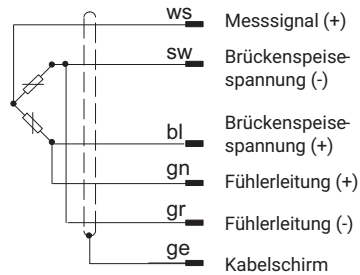 ws Messsignal (+)
sw Brückenspeise-
spannung (-)
bl Brückenspeise-
spannung (+)
gn Fühlerleitung (+)
gr Fühlerleitung (-)
ge Kabelschirm